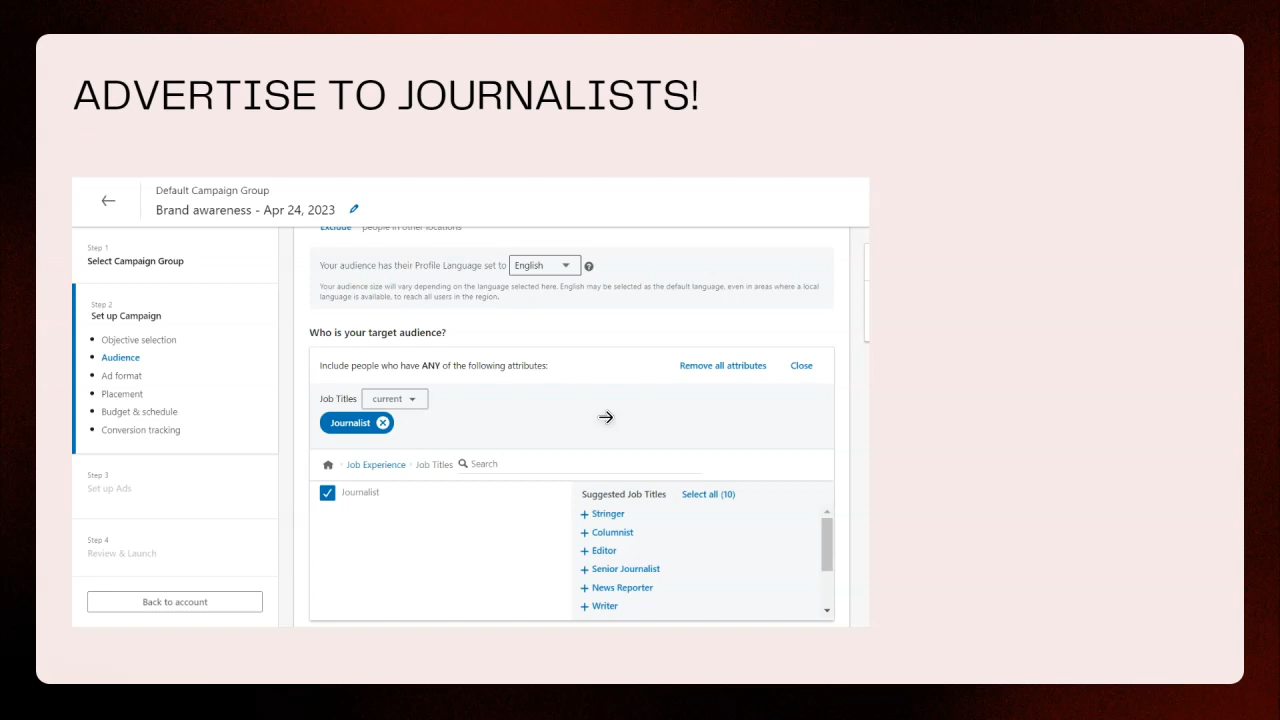 ADVERTISE TO JOURNALISTS!
Default Campaign Group
Brand awareness - Apr 24, 2023
Step 1
Select Campaign Group
Step 2
Set up Campaign
Objective selection
Audience
Ad format
Placement
Budget & schedule
Conversion tracking
Step 3
Set up Ads
Step 4
Review & Launch
Back to account
Exclude people in other locations
Your audience has their Profile Language set to English
Your audience size will vary depending on the language selected here. English may be selected as the default language, even in areas where a local
language is available, to reach all users in the region.
Who is your target audience?
Include people who have ANY of the following attributes: Remove all attributes Close
Job Titles current
Journalist
Job Experience Job Titles Search
Journalist
Suggested Job Titles Select all (10)
+ Stringer
+ Columnist
+ Editor
+ Senior Journalist
+ News Reporter
+ Writer